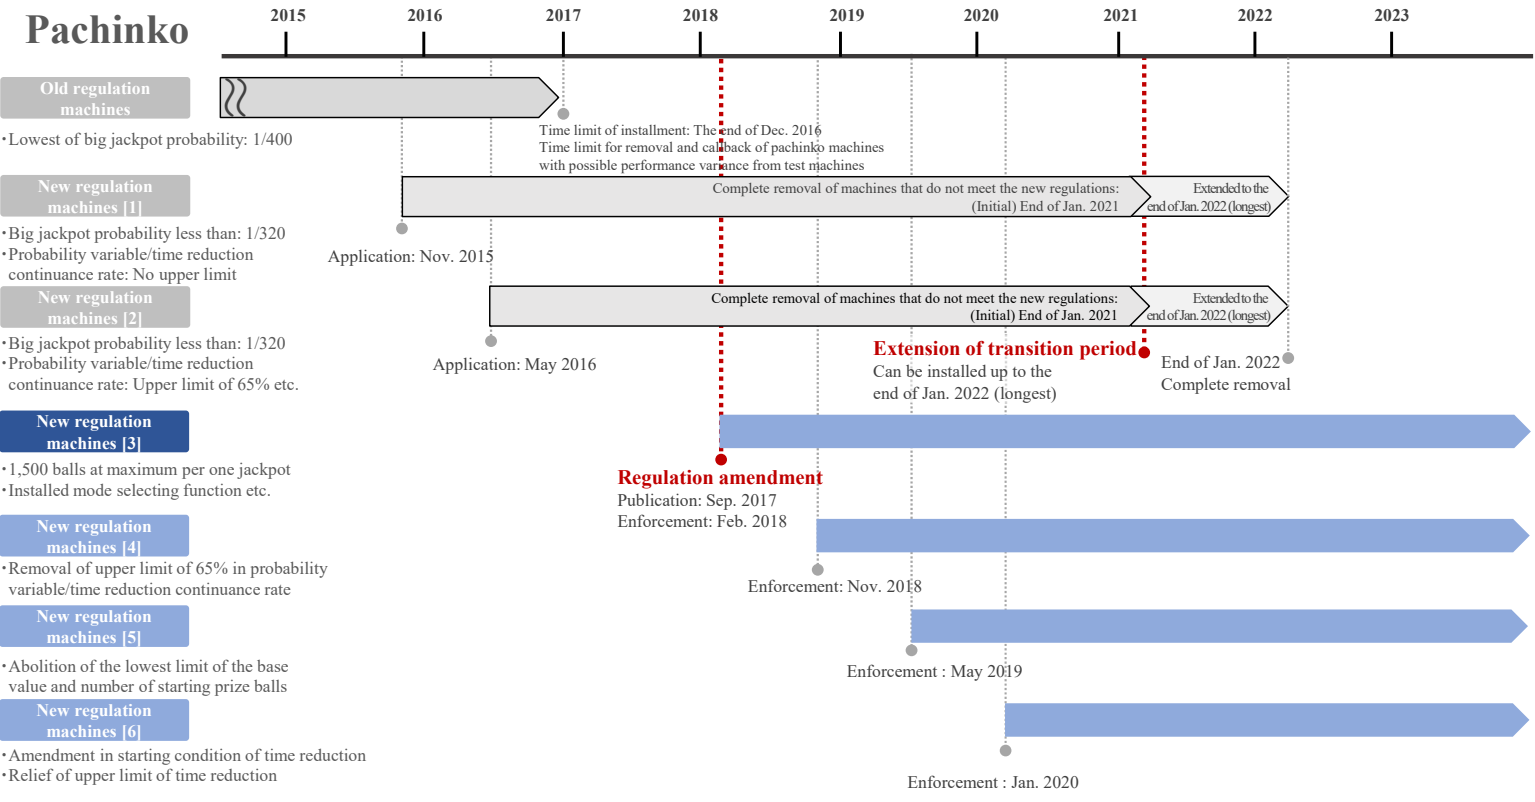 Pachinko
2015 2016 2017 2018 2019 2020 2021 2022 2023
Old regulation
machines
・Lowest of big jackpot probability: 1/400
Time limit of installment: The end of Dec. 2016
Time limit for removal and callback of pachinko machines
with possible performance variance from test machines
New regulation
machines [1]
・Big jackpot probability less than: 1/320
・Probability variable/time reduction
continuance rate: No upper limit
Complete removal of machines that do not meet the new regulations:
(Initial) End of Jan. 2021
Extended to the
end of Jan. 2022 (longest)
Application: Nov. 2015
New regulation
machines [2]
・Big jackpot probability less than: 1/320
・Probability variable/time reduction
continuance rate: Upper limit of 65% etc.
Complete removal of machines that do not meet the new regulations:
(Initial) End of Jan. 2021
Extended to the
end of Jan. 2022 (longest)
Application: May 2016
Extension of transition period
Can be installed up to the
end of Jan. 2022 (longest)
End of Jan. 2022
Complete removal
New regulation
machines [3]
・1,500 balls at maximum per one jackpot
・Installed mode selecting function etc.
Regulation amendment
Publication: Sep. 2017
Enforcement: Feb. 2018
New regulation
machines [4]
・Removal of upper limit of 65% in probability
variable/time reduction continuance rate
Enforcement: Nov. 2018
New regulation
machines [5]
・Abolition of the lowest limit of the base
value and number of starting prize balls
Enforcement : May 2019
New regulation
machines [6]
・Amendment in starting condition of time reduction
・Relief of upper limit of time reduction
Enforcement : Jan. 2020